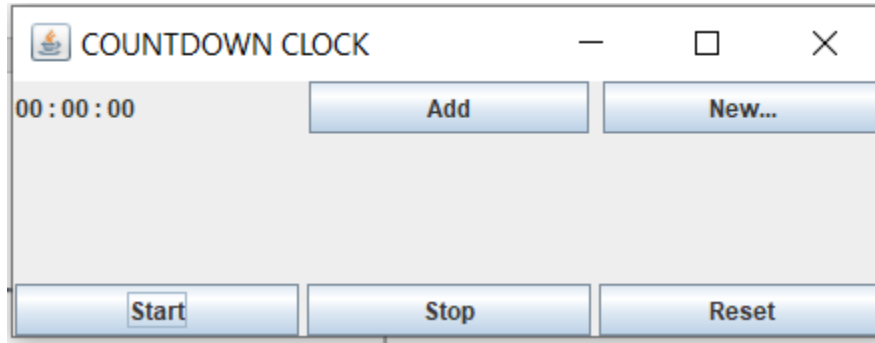 COUNTDOWN CLOCK
00 : 00 : 00 Add New...
Start Stop Reset